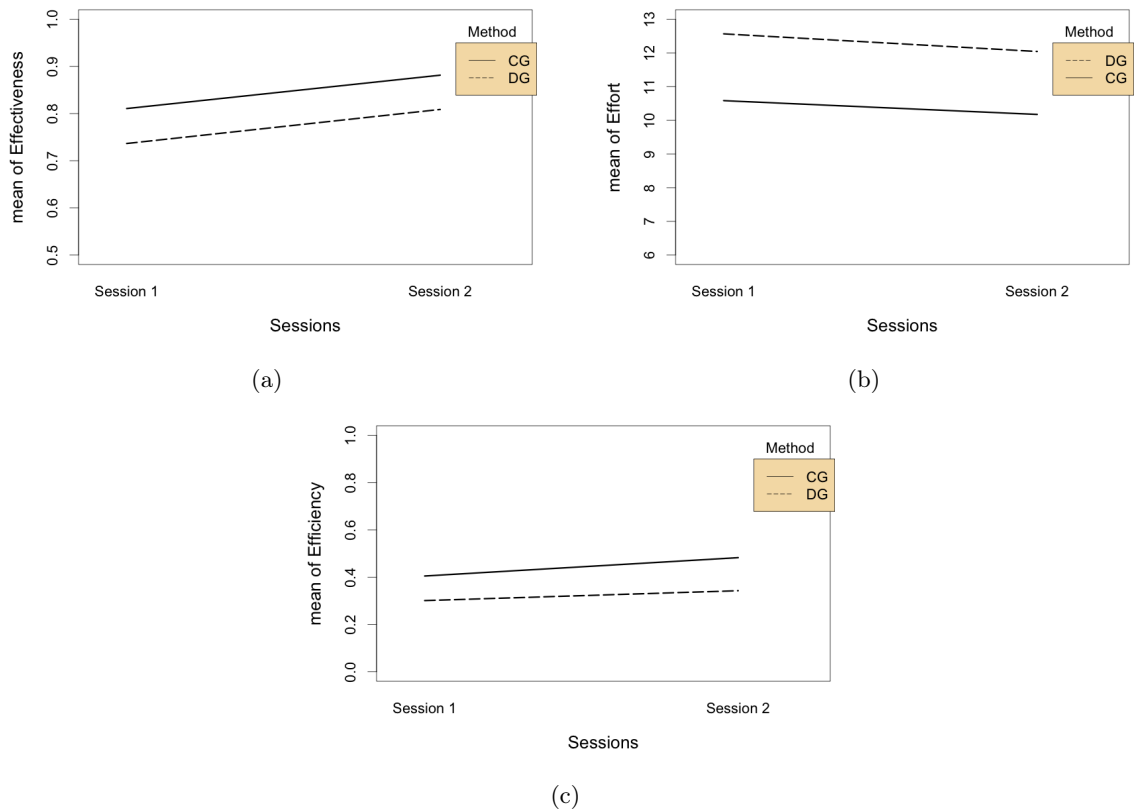 mean of Effectiveness
1.0
0.9
0.8
0.7
0.6
0.5
Method
CG
DG
Session 1 Session 2
Sessions
(a)
mean of Effort
13
12
11
10
9
8
7
6
Method
DG
CG
Session 1 Session 2
Sessions
(b)
mean of Efficiency
1.0
0.8
0.6
0.4
0.2
0.0
Method
CG
DG
Session 1 Session 2
Sessions
(c)